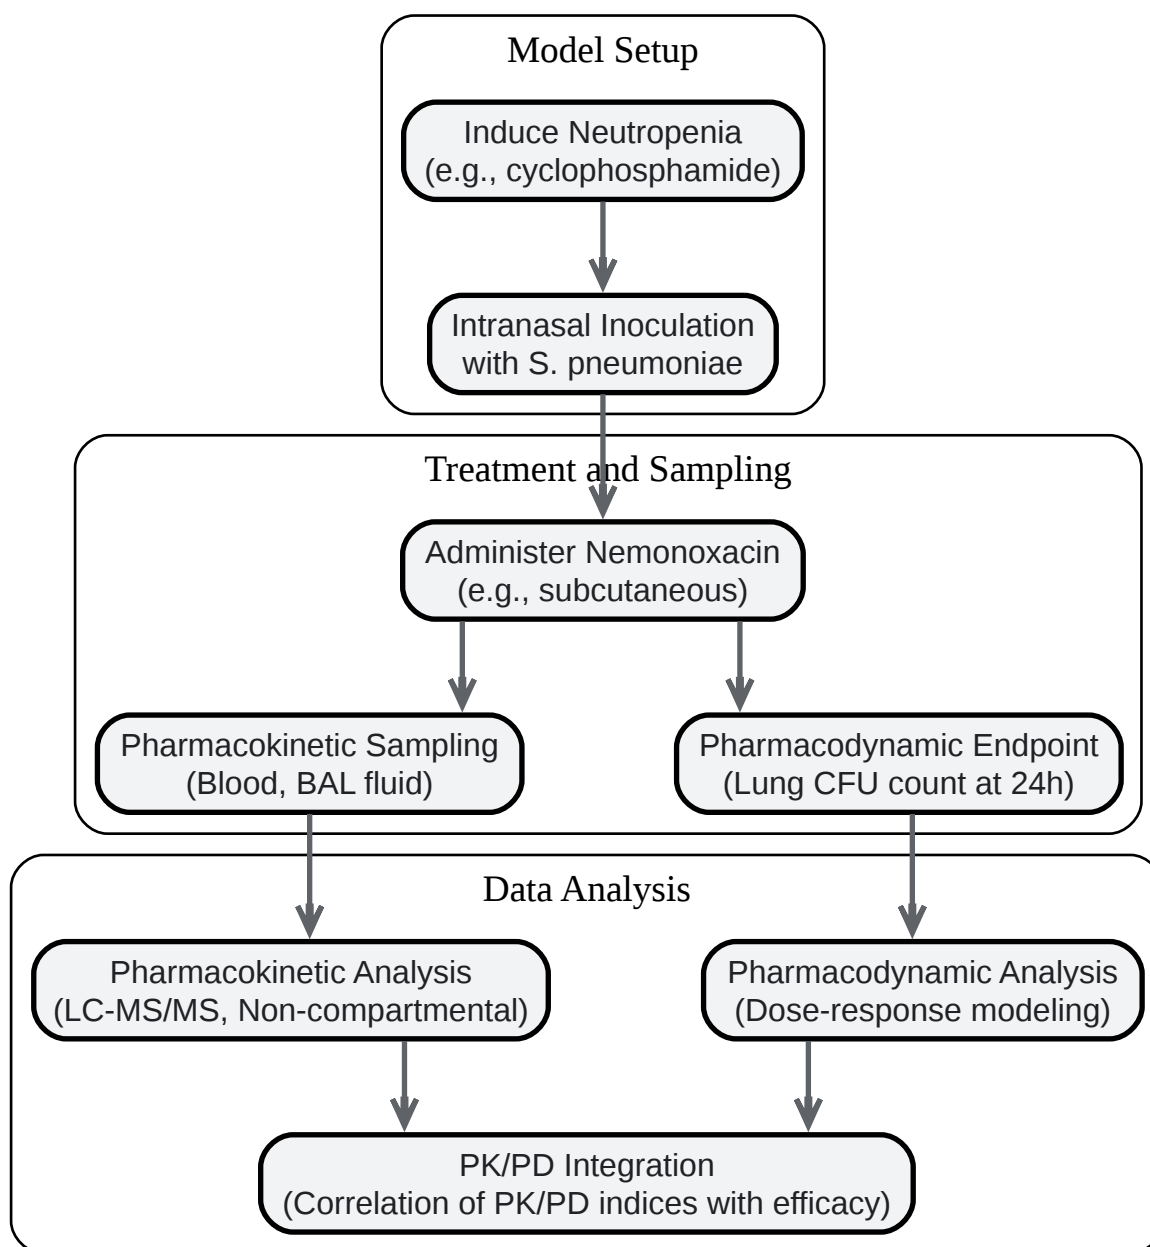 Model Setup
Induce Neutropenia
(e.g., cyclophosphamide)
Intranasal Inoculation
with S. pneumoniae
Treatment and Sampling
Administer Nemonoxacin
(e.g., subcutaneous)
Pharmacokinetic Sampling
(Blood, BAL fluid)
Pharmacodynamic Endpoint
(Lung CFU count at 24h)
Data Analysis
Pharmacokinetic Analysis
(LC-MS/MS, Non-compartmental)
Pharmacodynamic Analysis
(Dose-response modeling)
PK/PD Integration
(Correlation of PK/PD indices with efficacy)